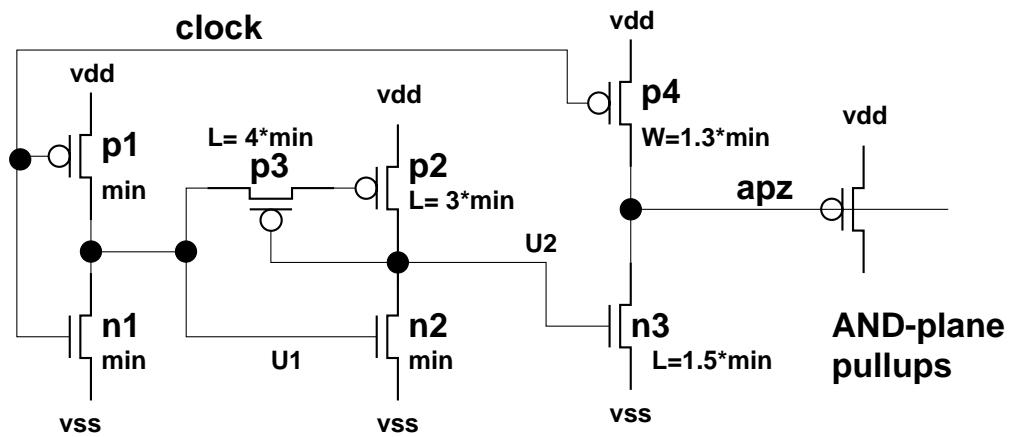 clock
vdd
vdd
vdd
vdd
p4
L= 4*min
p1
p3
p2
W=1.3*min
min
L= 3*min
apz
U2
n1
n2
n3
AND-plane
pullups
min
U1
min
L=1.5*min
vss
vss
vss